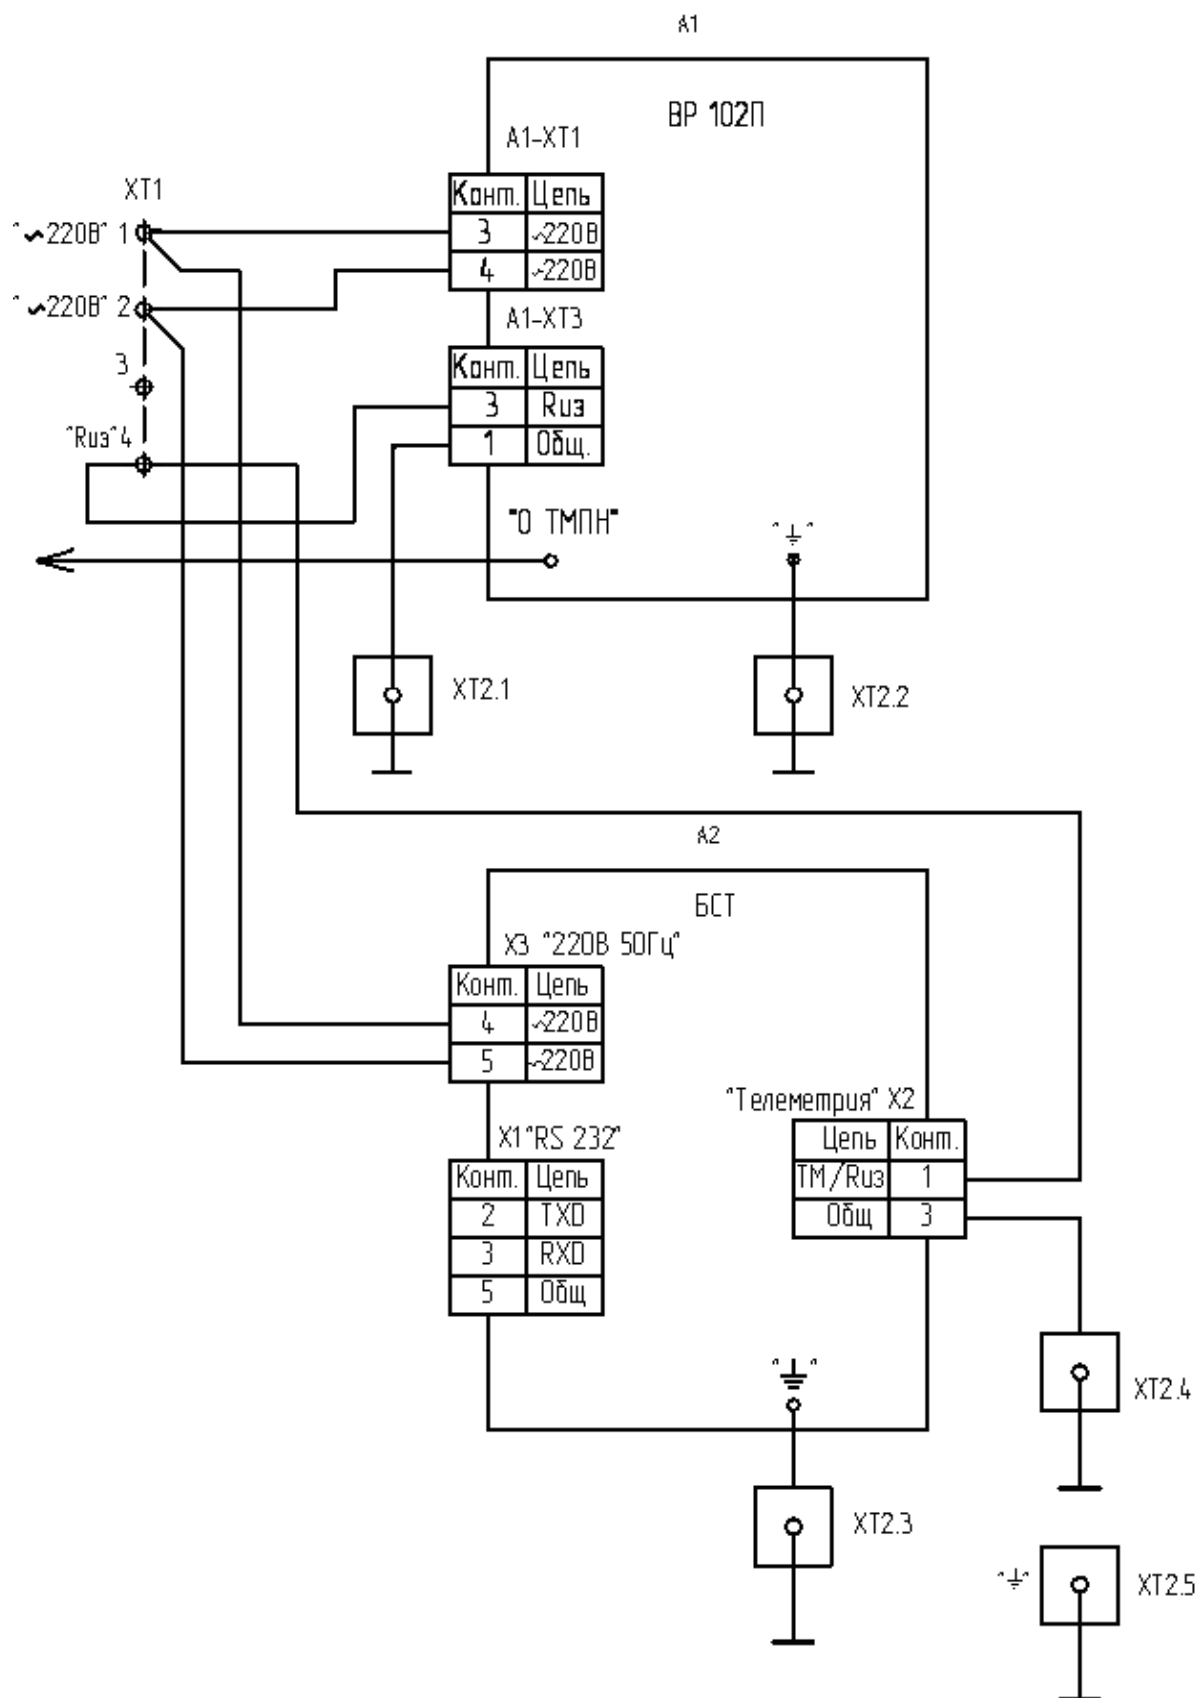 А1
ВР 102П
А1-ХТ1
Конт. Цепь
3 ~220В
4 ~220В
ХТ1
"~220В" 1
"~220В" 2
3
"Rиз" 4
А1-ХТ3
Конт. Цепь
3 Rиз
1 Общ.
"О ТМПН"
ХТ2.1
ХТ2.2
А2
БСТ
Х3 "220В 50Гц"
Конт. Цепь
4 ~220В
5 ~220В
"Телеметрия" Х2
Цепь Конт.
ТМ/Rиз 1
Общ 3
Х1 "RS 232"
Конт. Цепь
2 TXD
3 RXD
5 Общ
ХТ2.4
ХТ2.3
ХТ2.5